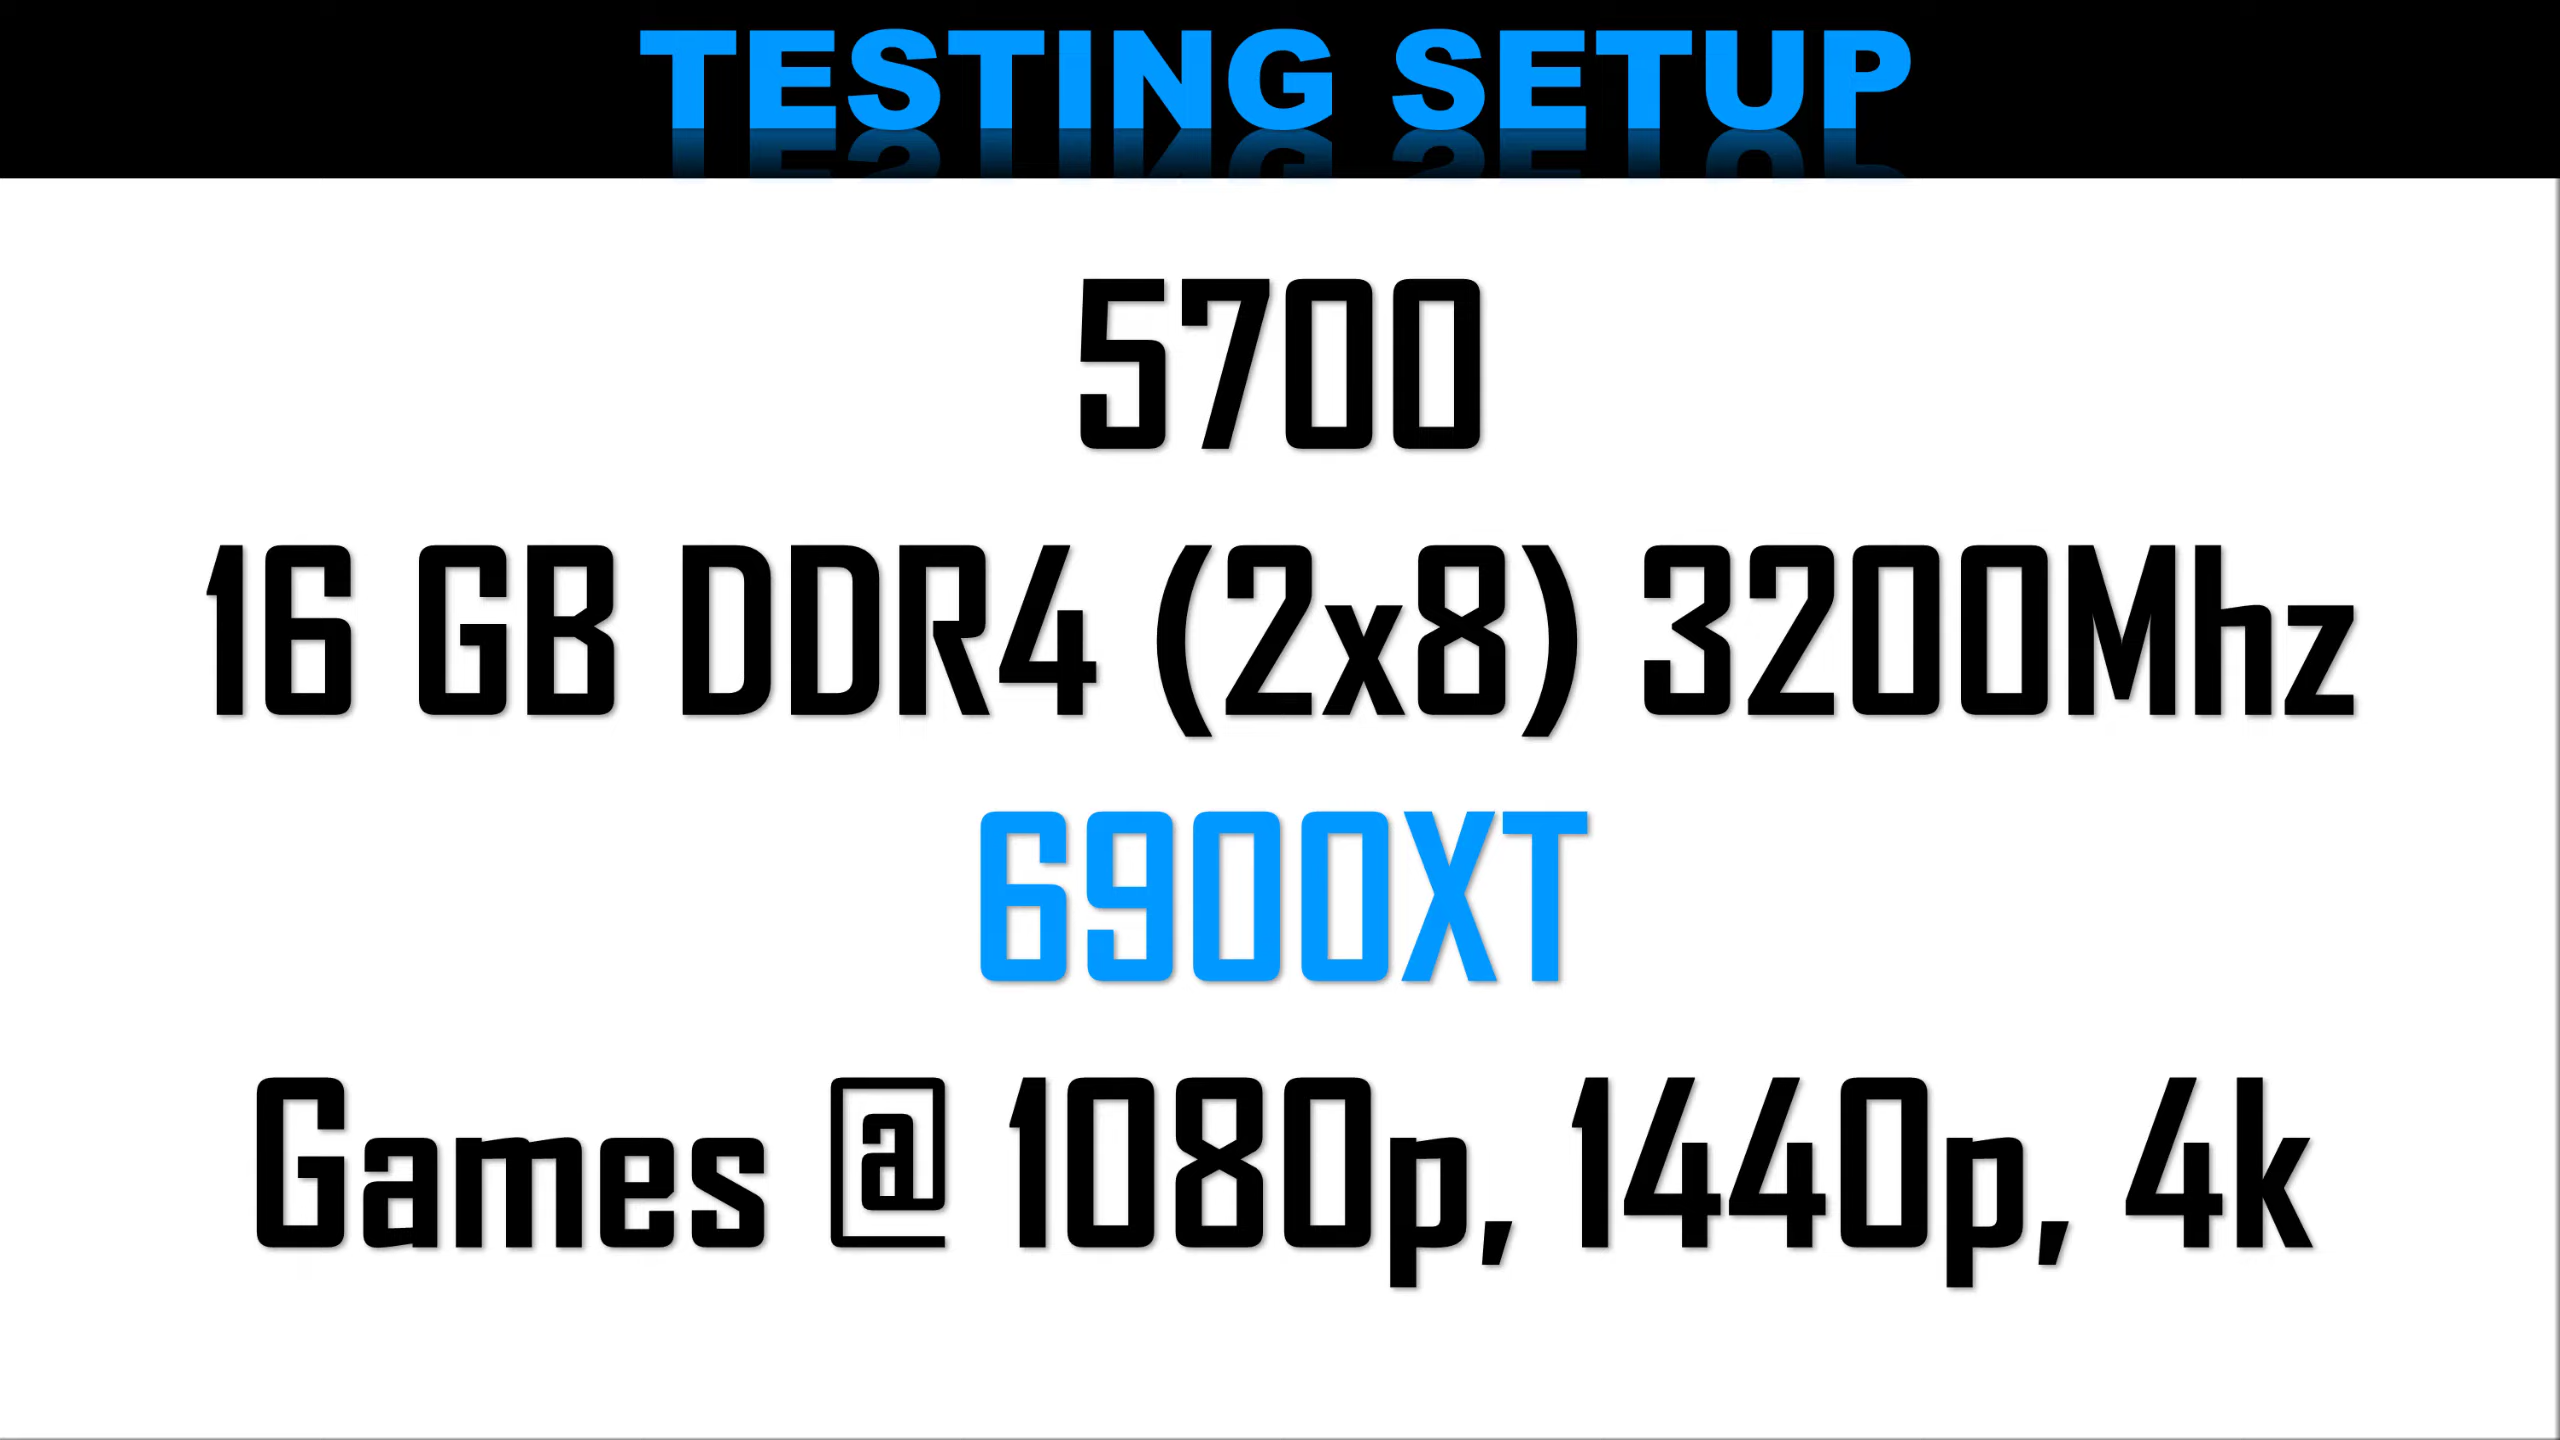 TESTING SETUP
5700
16 GB DDR4 (2x8) 3200Mhz
6900XT
Games @ 1080p, 1440p, 4k